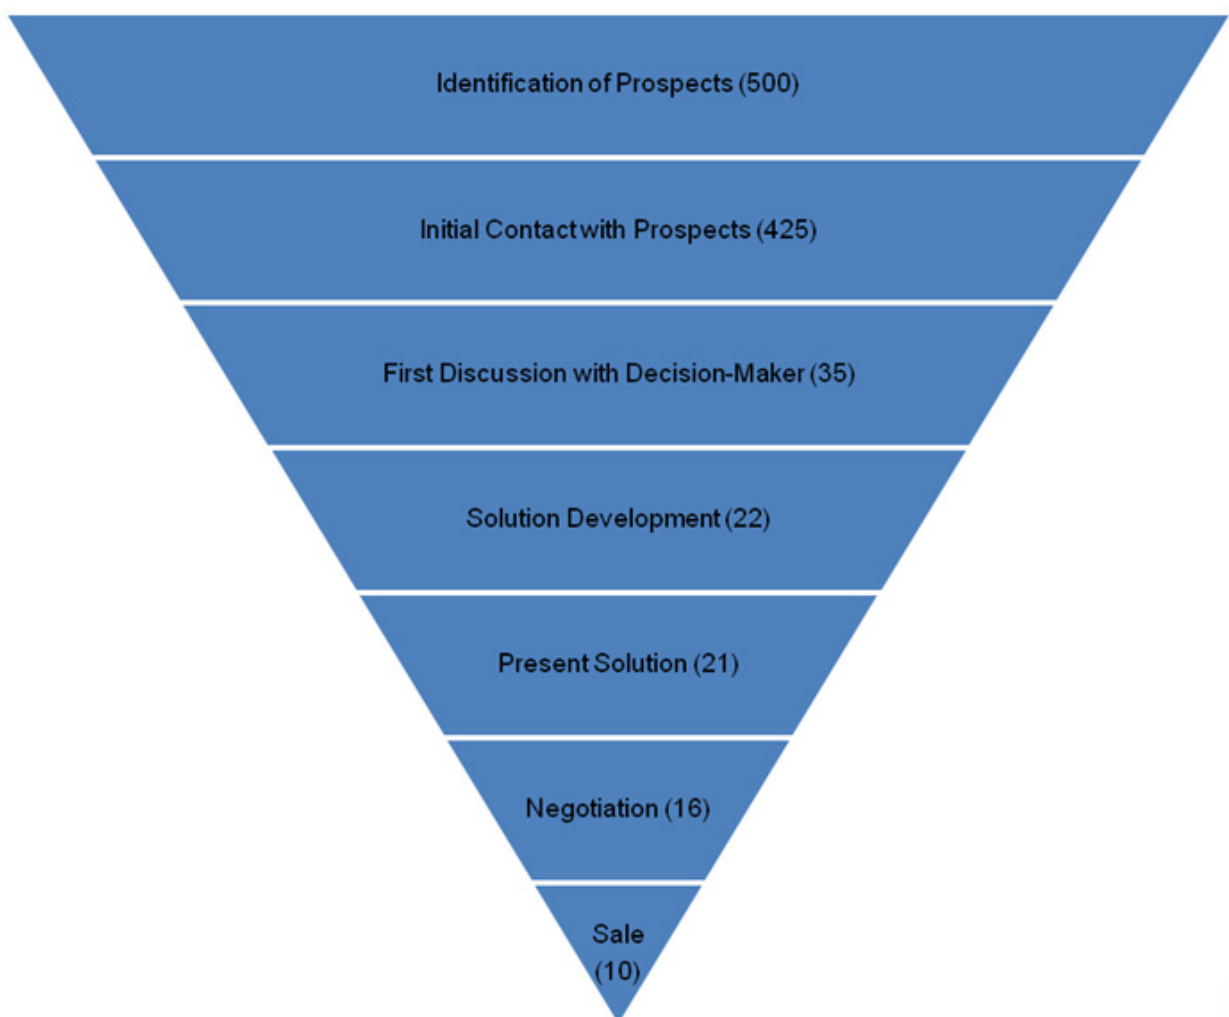 Identification of Prospects (500)
Initial Contact with Prospects (425)
First Discussion with Decision-Maker (35)
Solution Development (22)
Present Solution (21)
Negotiation (16)
Sale
(10)